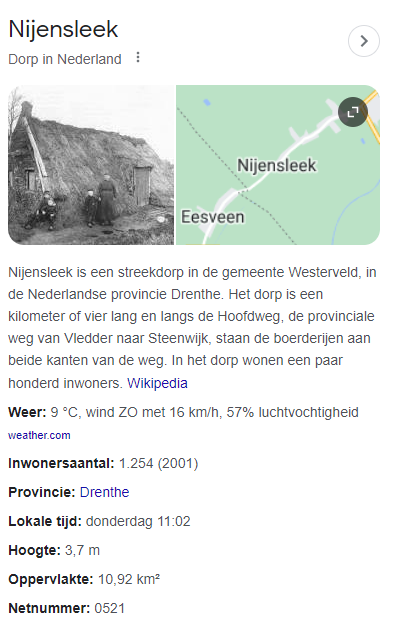 Nijensleek
Dorp in Nederland
Nijensleek
Eesveen
Nijensleek is een streekdorp in de gemeente Westerveld, in
de Nederlandse provincie Drenthe. Het dorp is een
kilometer of vier lang en langs de Hoofdweg, de provinciale
weg van Vledder naar Steenwijk, staan de boerderijen aan
beide kanten van de weg. In het dorp wonen een paar
honderd inwoners. Wikipedia
Weer: 9 °C, wind ZO met 16 km/h, 57% luchtvochtigheid
weather.com
Inwonersaantal: 1.254 (2001)
Provincie: Drenthe
Lokale tijd: donderdag 11:02
Hoogte: 3,7 m
Oppervlakte: 10,92 km²
Netnummer: 0521